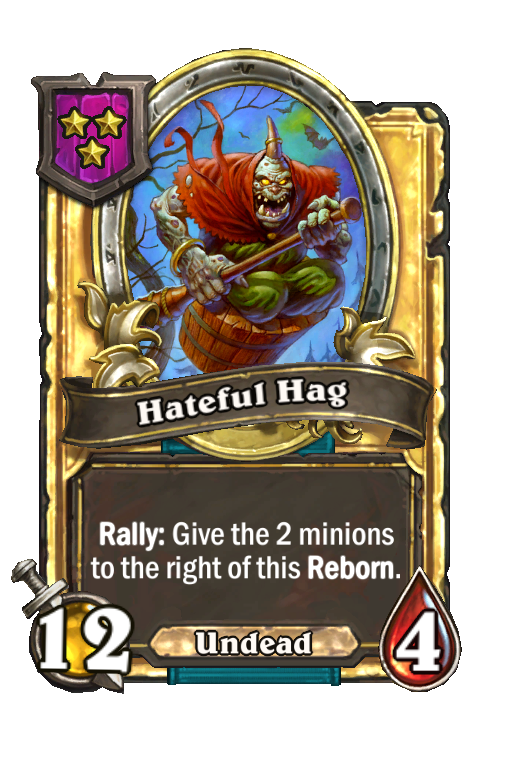 Hateful Hag
Rally: Give the 2 minions
to the right of this Reborn.
12
Undead
4